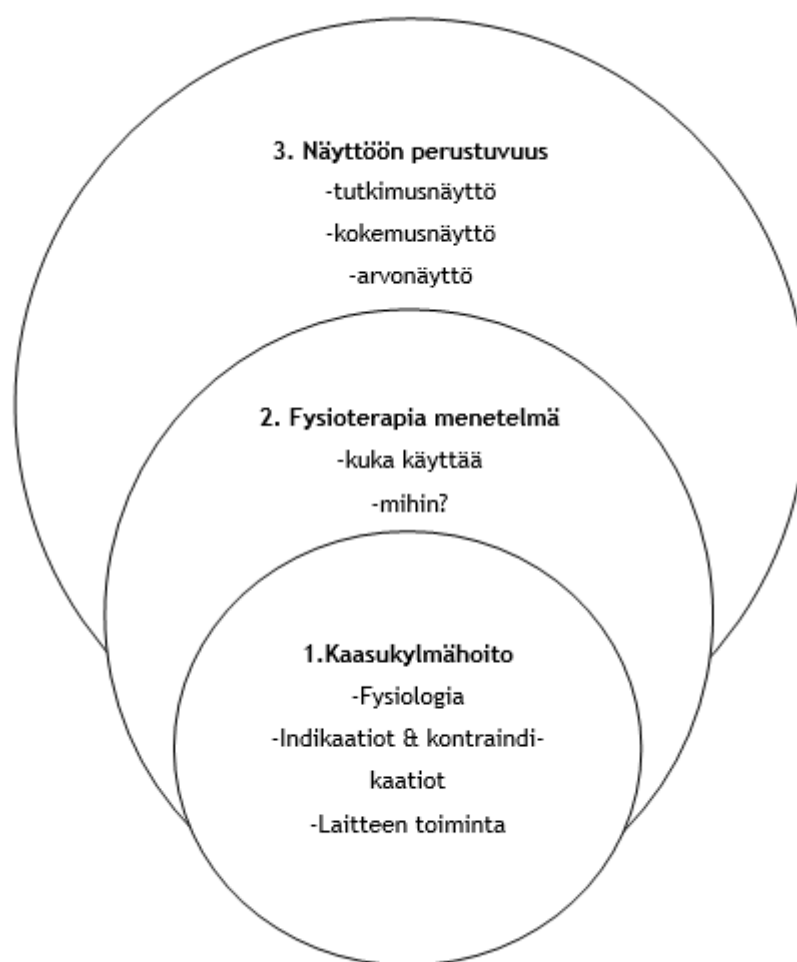 3. Näyttöön perustuvuus
-tutkimusnäyttö
-kokemusnäyttö
-arvonäyttö
2. Fysioterapia menetelmä
-kuka käyttää
-mihin?
1.Kaasukylmähoito
-Fysiologia
-Indikaatiot & kontraindi-
kaatiot
-Laitteen toiminta